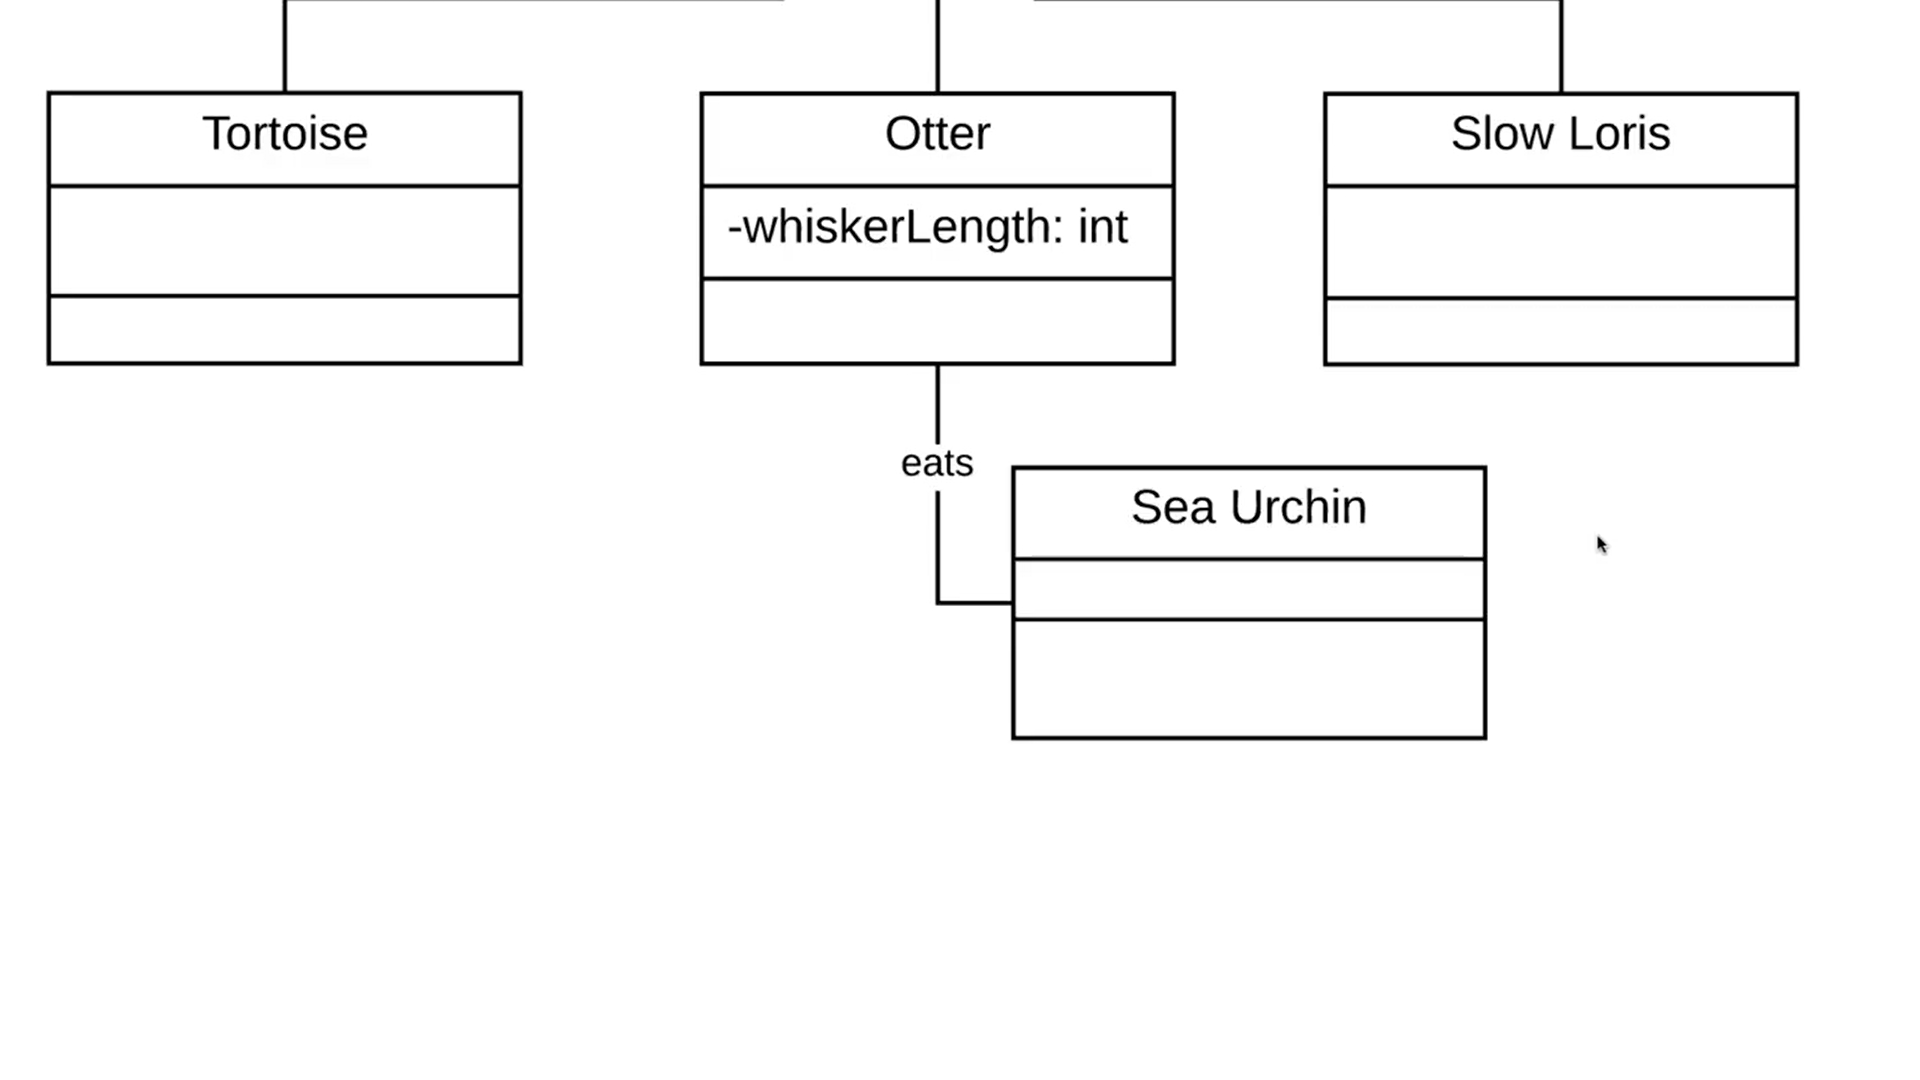 Tortoise
Otter
Slow Loris
-whiskerLength: int
eats
Sea Urchin